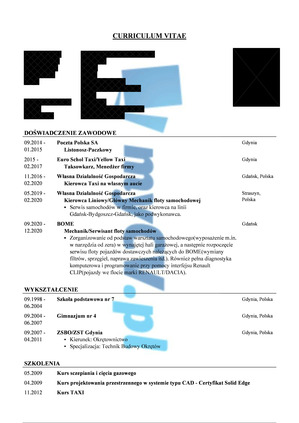 CURRICULUM VITAE
DOŚWIADCZENIE ZAWODOWE
09.2014 - Poczta Polska SA Gdynia
01.2015 Listonosz-Paczkowy
2015 - Euro Schol Taxi/Yellow Taxi Gdynia
02.2017 Taksówkarz, Menedżer firmy
11.2016 - Własna Działalność Gospodarcza Gdańsk, Polska
02.2020 Kierowca Taxi na własnym aucie
05.2019 - Własna Działalność Gospodarcza Straszyn,
02.2020 Kierowca Liniowy/Główny Mechanik floty samochodowej Polska
• Serwis samochodów w firmie, oraz kierowca na linii
Gdańsk-Bydgoszcz-Gdańsk, jako podwykonawca.
09.2020 - BOME Gdańsk
12.2020 Mechanik/Serwisant floty samochodów
• Zorganizowanie od podstaw warsztatu samochodowego(wyposażenie m.in.
w narzędzia od zera) w wynajętej hali garażowej, a następnie rozpoczęcie
serwisu floty pojazdów dostawczych należących do BOME(wymiany
filtrów, sprzęgieł, naprawa zawieszenia itd.). Również pełna diagnostyka
komputerowa i programowanie przy pomocy interfejsu Renault
CLIP(pojazdy we flocie marki RENAULT/DACIA).
WYKSZTAŁCENIE
09.1998 - Szkoła podstawowa nr 7 Gdynia, Polska
06.2004
09.2004 - Gimnazjum nr 4 Gdynia, Polska
06.2007
09.2007 - ZSBO/ZST Gdynia Gdynia, Polska
04.2011 • Kierunek: Okrętownictwo
• Specjalizacja: Technik Budowy Okrętów
SZKOLENIA
05.2009 Kurs sczepiania i cięcia gazowego
04.2009 Kurs projektowania przestrzennego w systemie typu CAD - Certyfikat Solid Edge
11.2012 Kurs TAXI